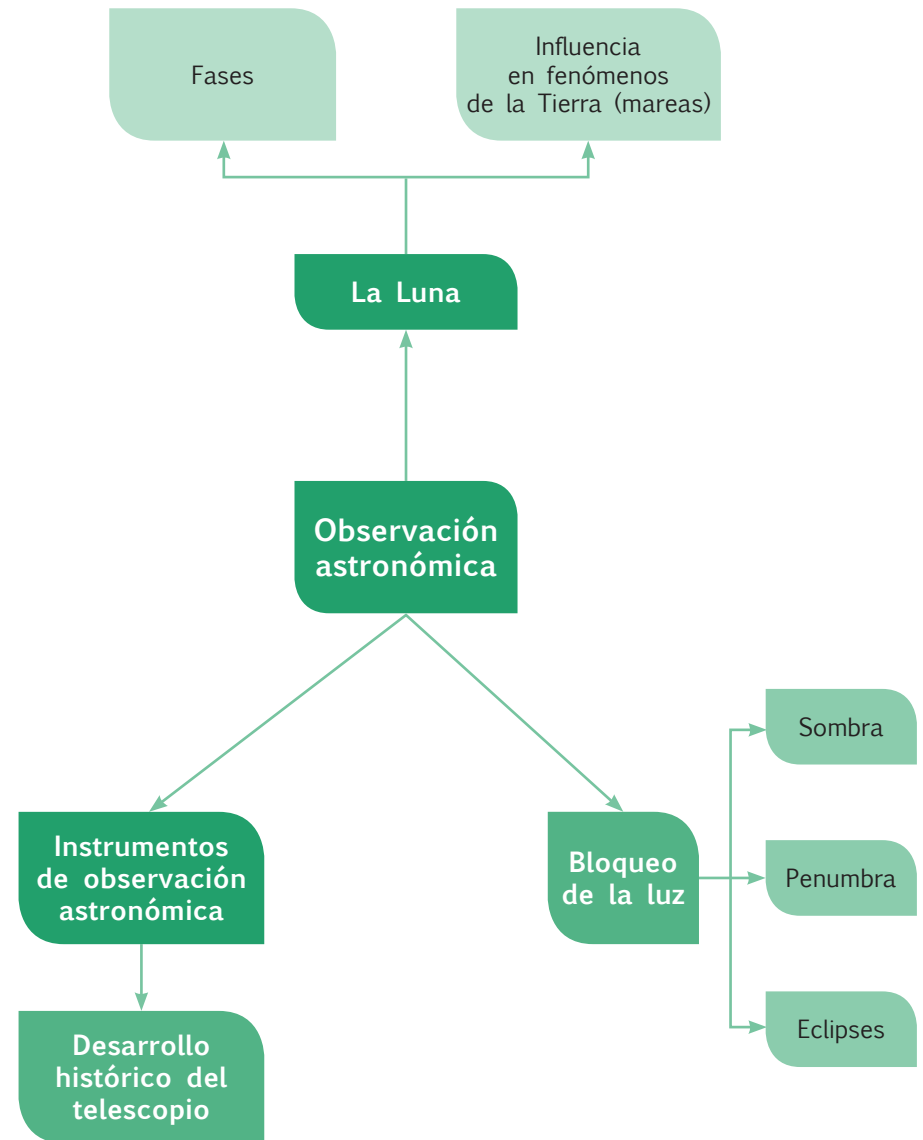 Fases
Influencia
en fenómenos
de la Tierra (mareas)
La Luna
Observación
astronómica
Instrumentos
de observación
astronómica
Desarrollo
histórico del
telescopio
Bloqueo
de la luz
Sombra
Penumbra
Eclipses